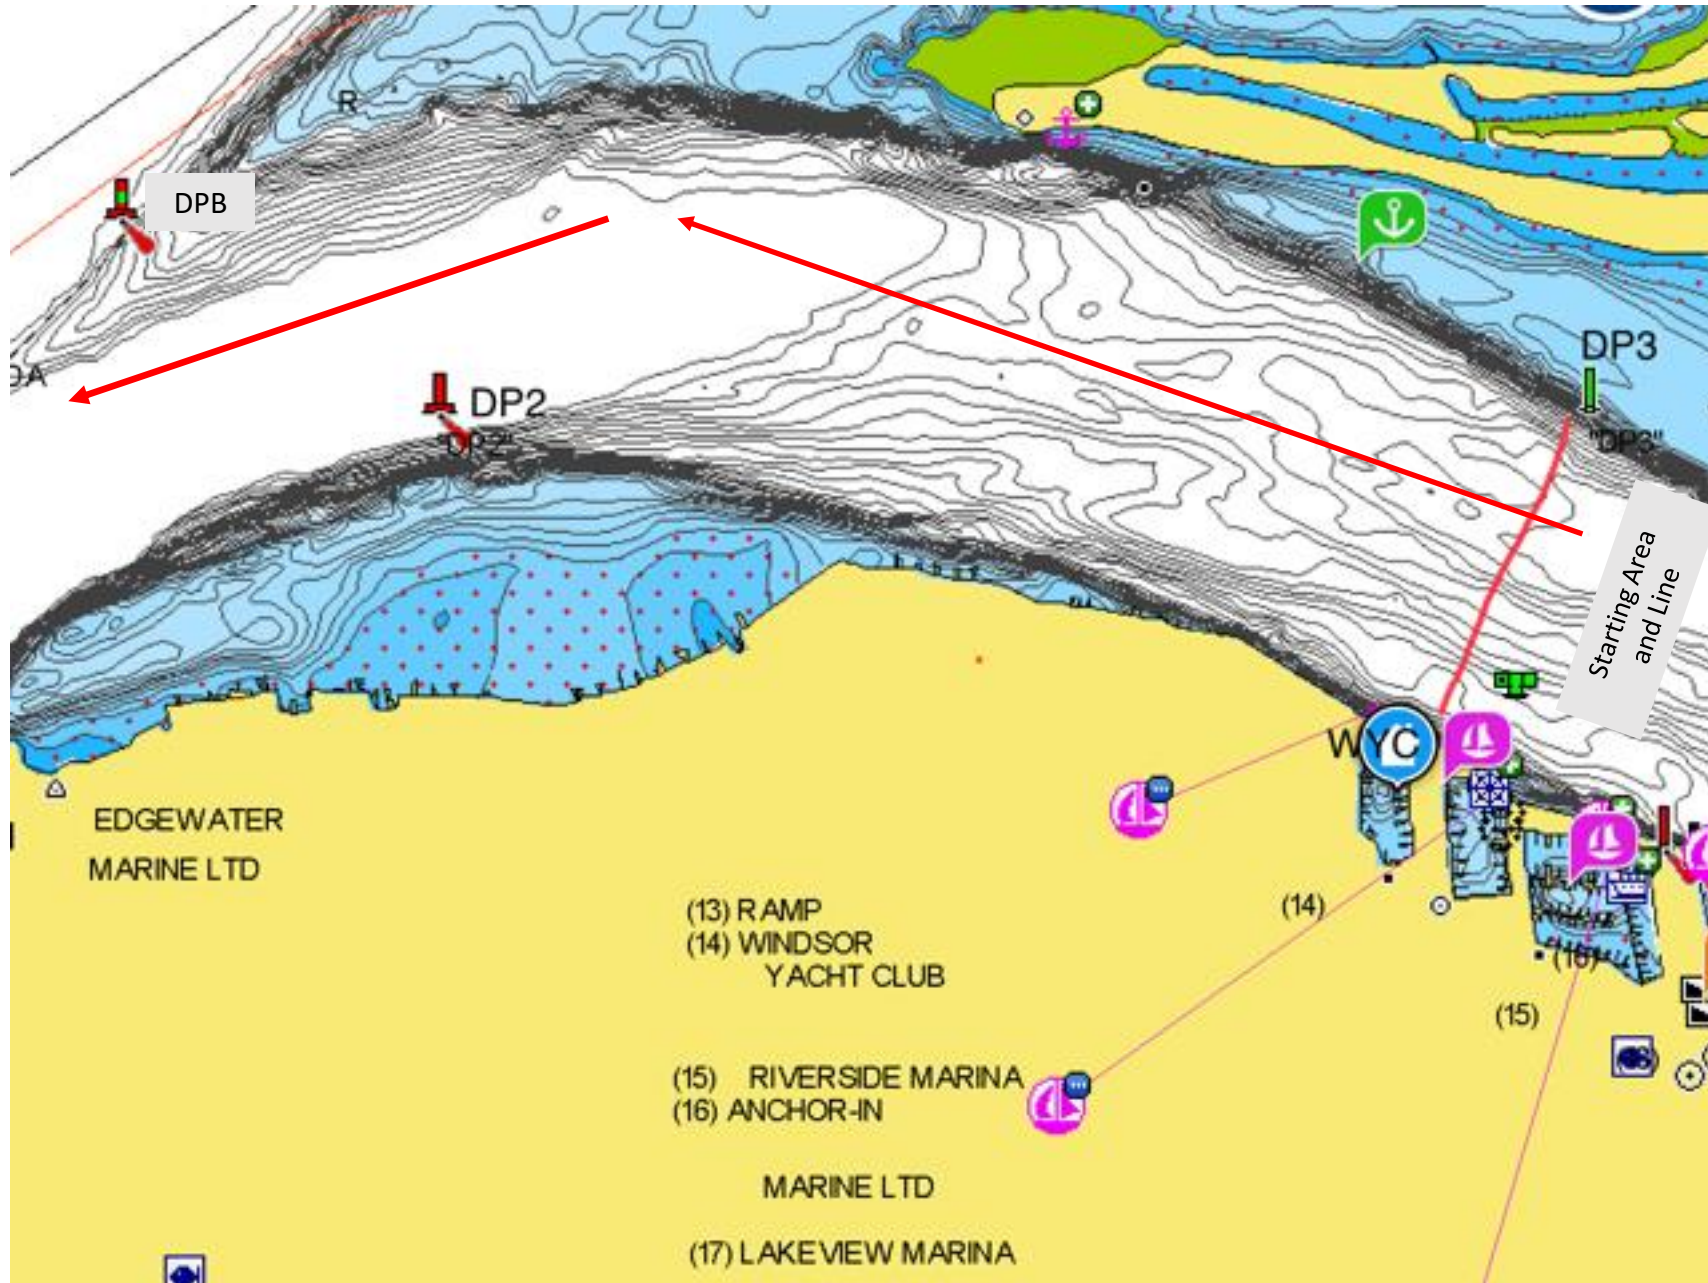 R
DPB
DP3
"DP3"
DP2
"DP2"
Starting Area
and Line
WYC
EDGEWATER
MARINE LTD
(13) RAMP
(14) WINDSOR
YACHT CLUB
(14)
(16)
(15)
(15) RIVERSIDE MARINA
(16) ANCHOR-IN
MARINE LTD
(17) LAKEVIEW MARINA